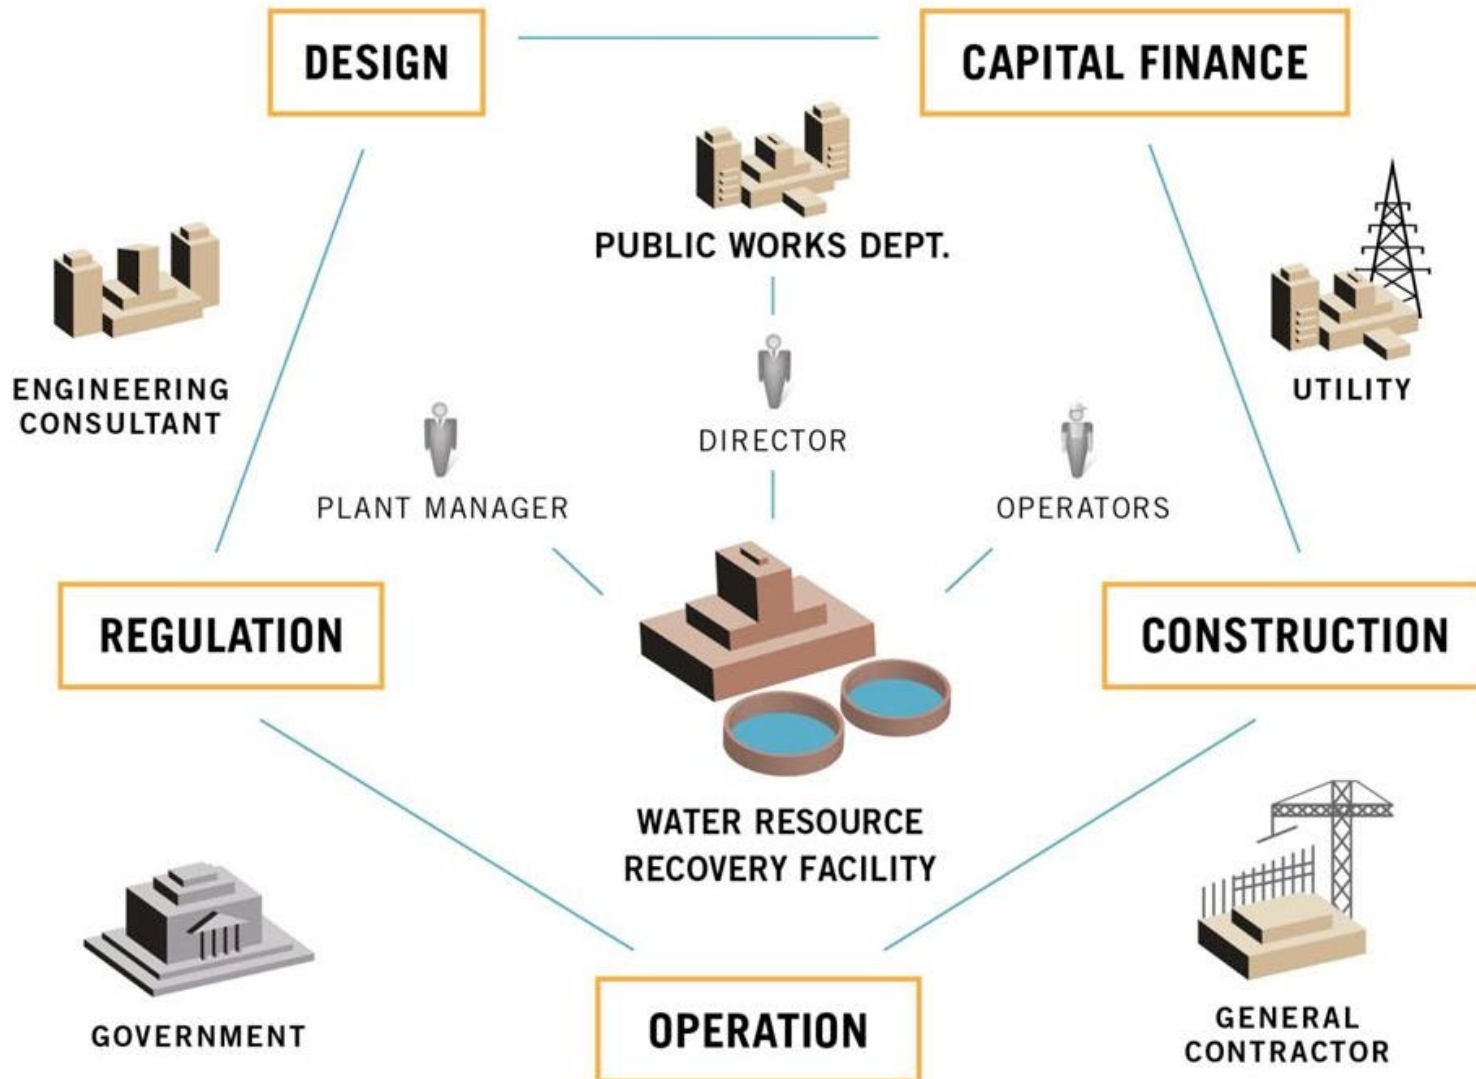 DESIGN
CAPITAL FINANCE
PUBLIC WORKS DEPT.
ENGINEERING
CONSULTANT
UTILITY
DIRECTOR
PLANT MANAGER
OPERATORS
REGULATION
CONSTRUCTION
WATER RESOURCE
RECOVERY FACILITY
GOVERNMENT
OPERATION
GENERAL
CONTRACTOR